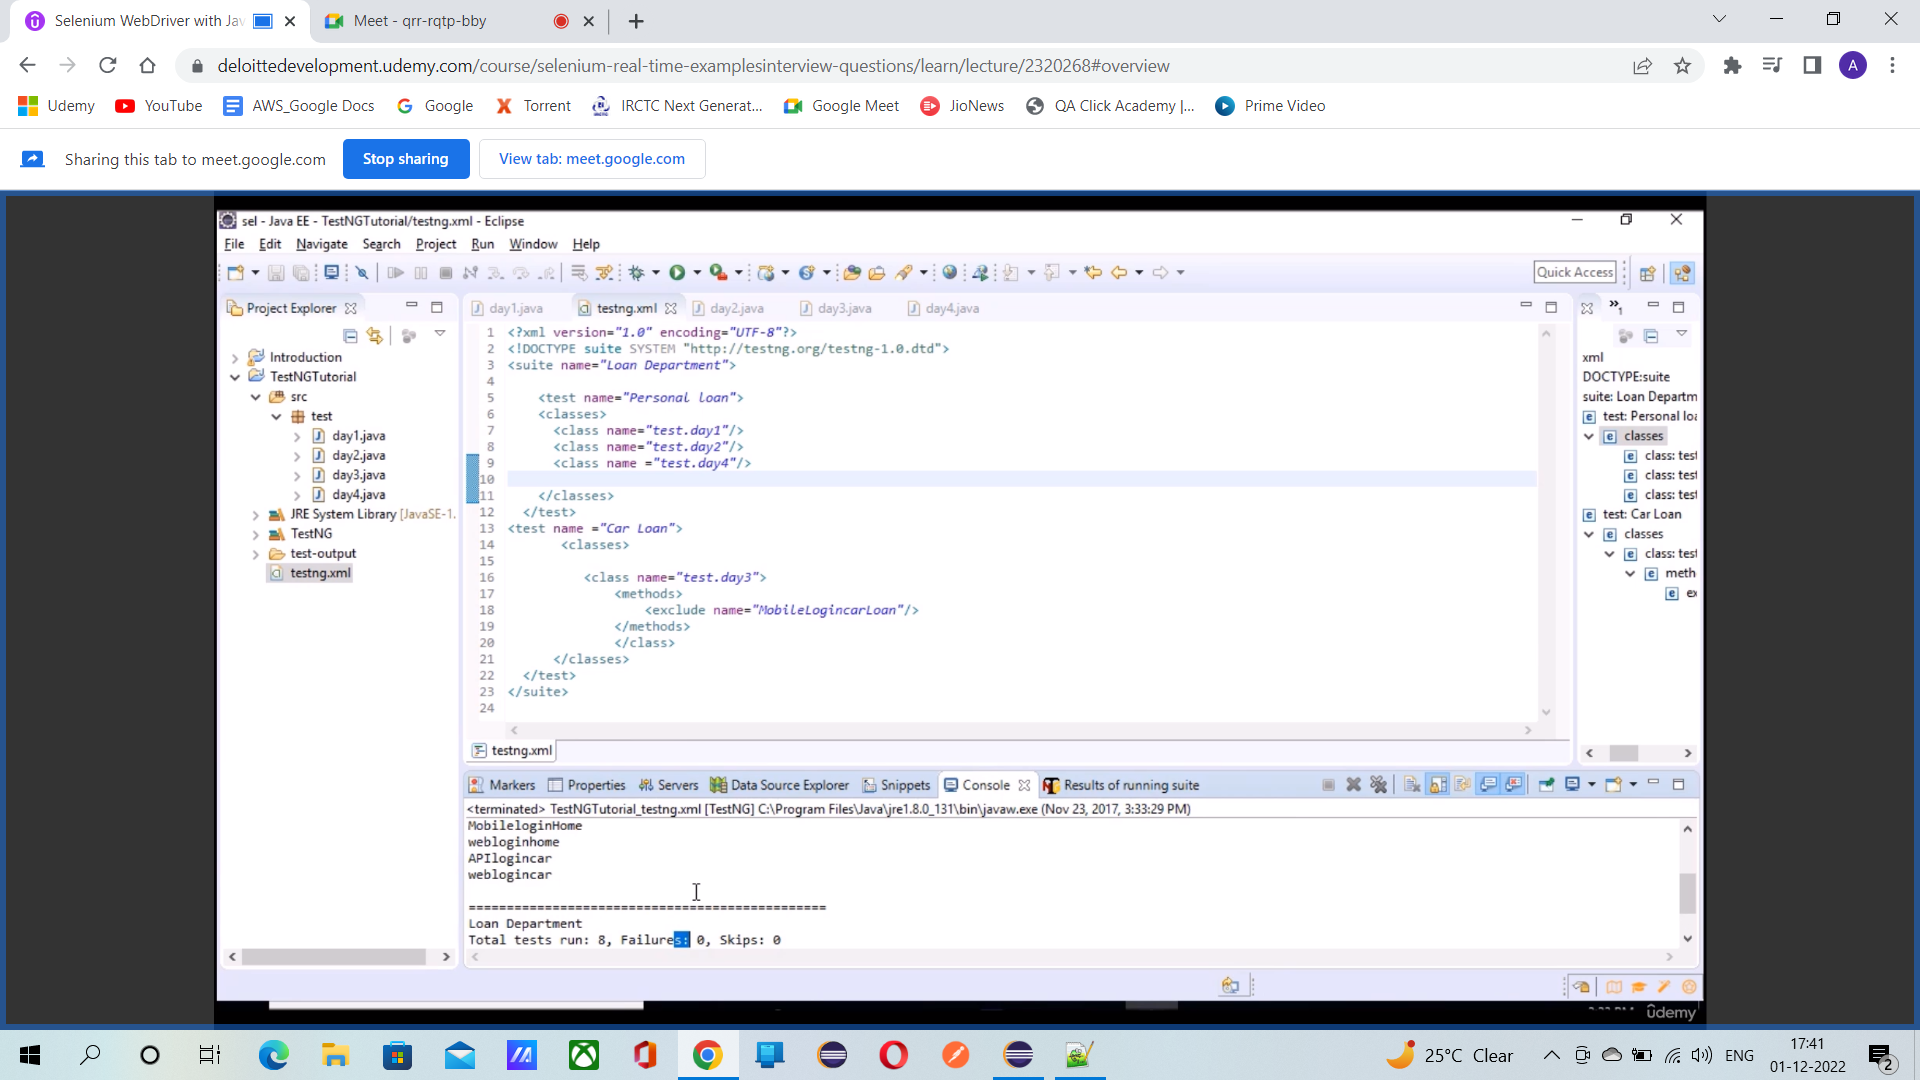 Selenium WebDriver with Jav
Meet - qrr-rqtp-bby
deloittedevelopment.udemy.com/course/selenium-real-time-examplesinterview-questions/learn/lecture/2320268#overview
A
Udemy
YouTube
AWS_Google Docs
Google
Torrent
IRCTC Next Generat...
Google Meet
JioNews
QA Click Academy |...
Prime Video
Sharing this tab to meet.google.com
Stop sharing
View tab: meet.google.com
sel - Java EE - TestNGTutorial/testng.xml - Eclipse
File Edit Navigate Search Project Run Window Help
Quick Access
Project Explorer
Introduction
TestNGTutorial
src
test
day1.java
day2.java
day3.java
day4.java
JRE System Library [JavaSE-1.
TestNG
test-output
testng.xml
day1.java
testng.xml
day2.java
day3.java
day4.java
1 <?xml version="1.0" encoding="UTF-8"?>
2 <!DOCTYPE suite SYSTEM "http://testng.org/testng-1.0.dtd">
3 <suite name="Loan Department">
4
5 <test name="Personal loan">
6 <classes>
7 <class name="test.day1"/>
8 <class name="test.day2"/>
9 <class name ="test.day4"/>
10
11 </classes>
12 </test>
13 <test name ="Car Loan">
14 <classes>
15
16 <class name="test.day3">
17 <methods>
18 <exclude name="MobileLogincarLoan"/>
19 </methods>
20 </class>
21 </classes>
22 </test>
23 </suite>
24
testng.xml
xml
DOCTYPE:suite
suite: Loan Departm
test: Personal loa
classes
class: test
class: test
class: test
test: Car Loan
classes
class: test
meth
ex
Markers
Properties
Servers
Data Source Explorer
Snippets
Console
Results of running suite
<terminated> TestNGTutorial_testng.xml [TestNG] C:\Program Files\Java\jre1.8.0_131\bin\javaw.exe (Nov 23, 2017, 3:33:29 PM)
MobileloginHome
webloginhome
APIlogincar
weblogincar
===============================================
Loan Department
Total tests run: 8, Failures: 0, Skips: 0
udemy
25°C Clear
ENG
17:41
01-12-2022
2